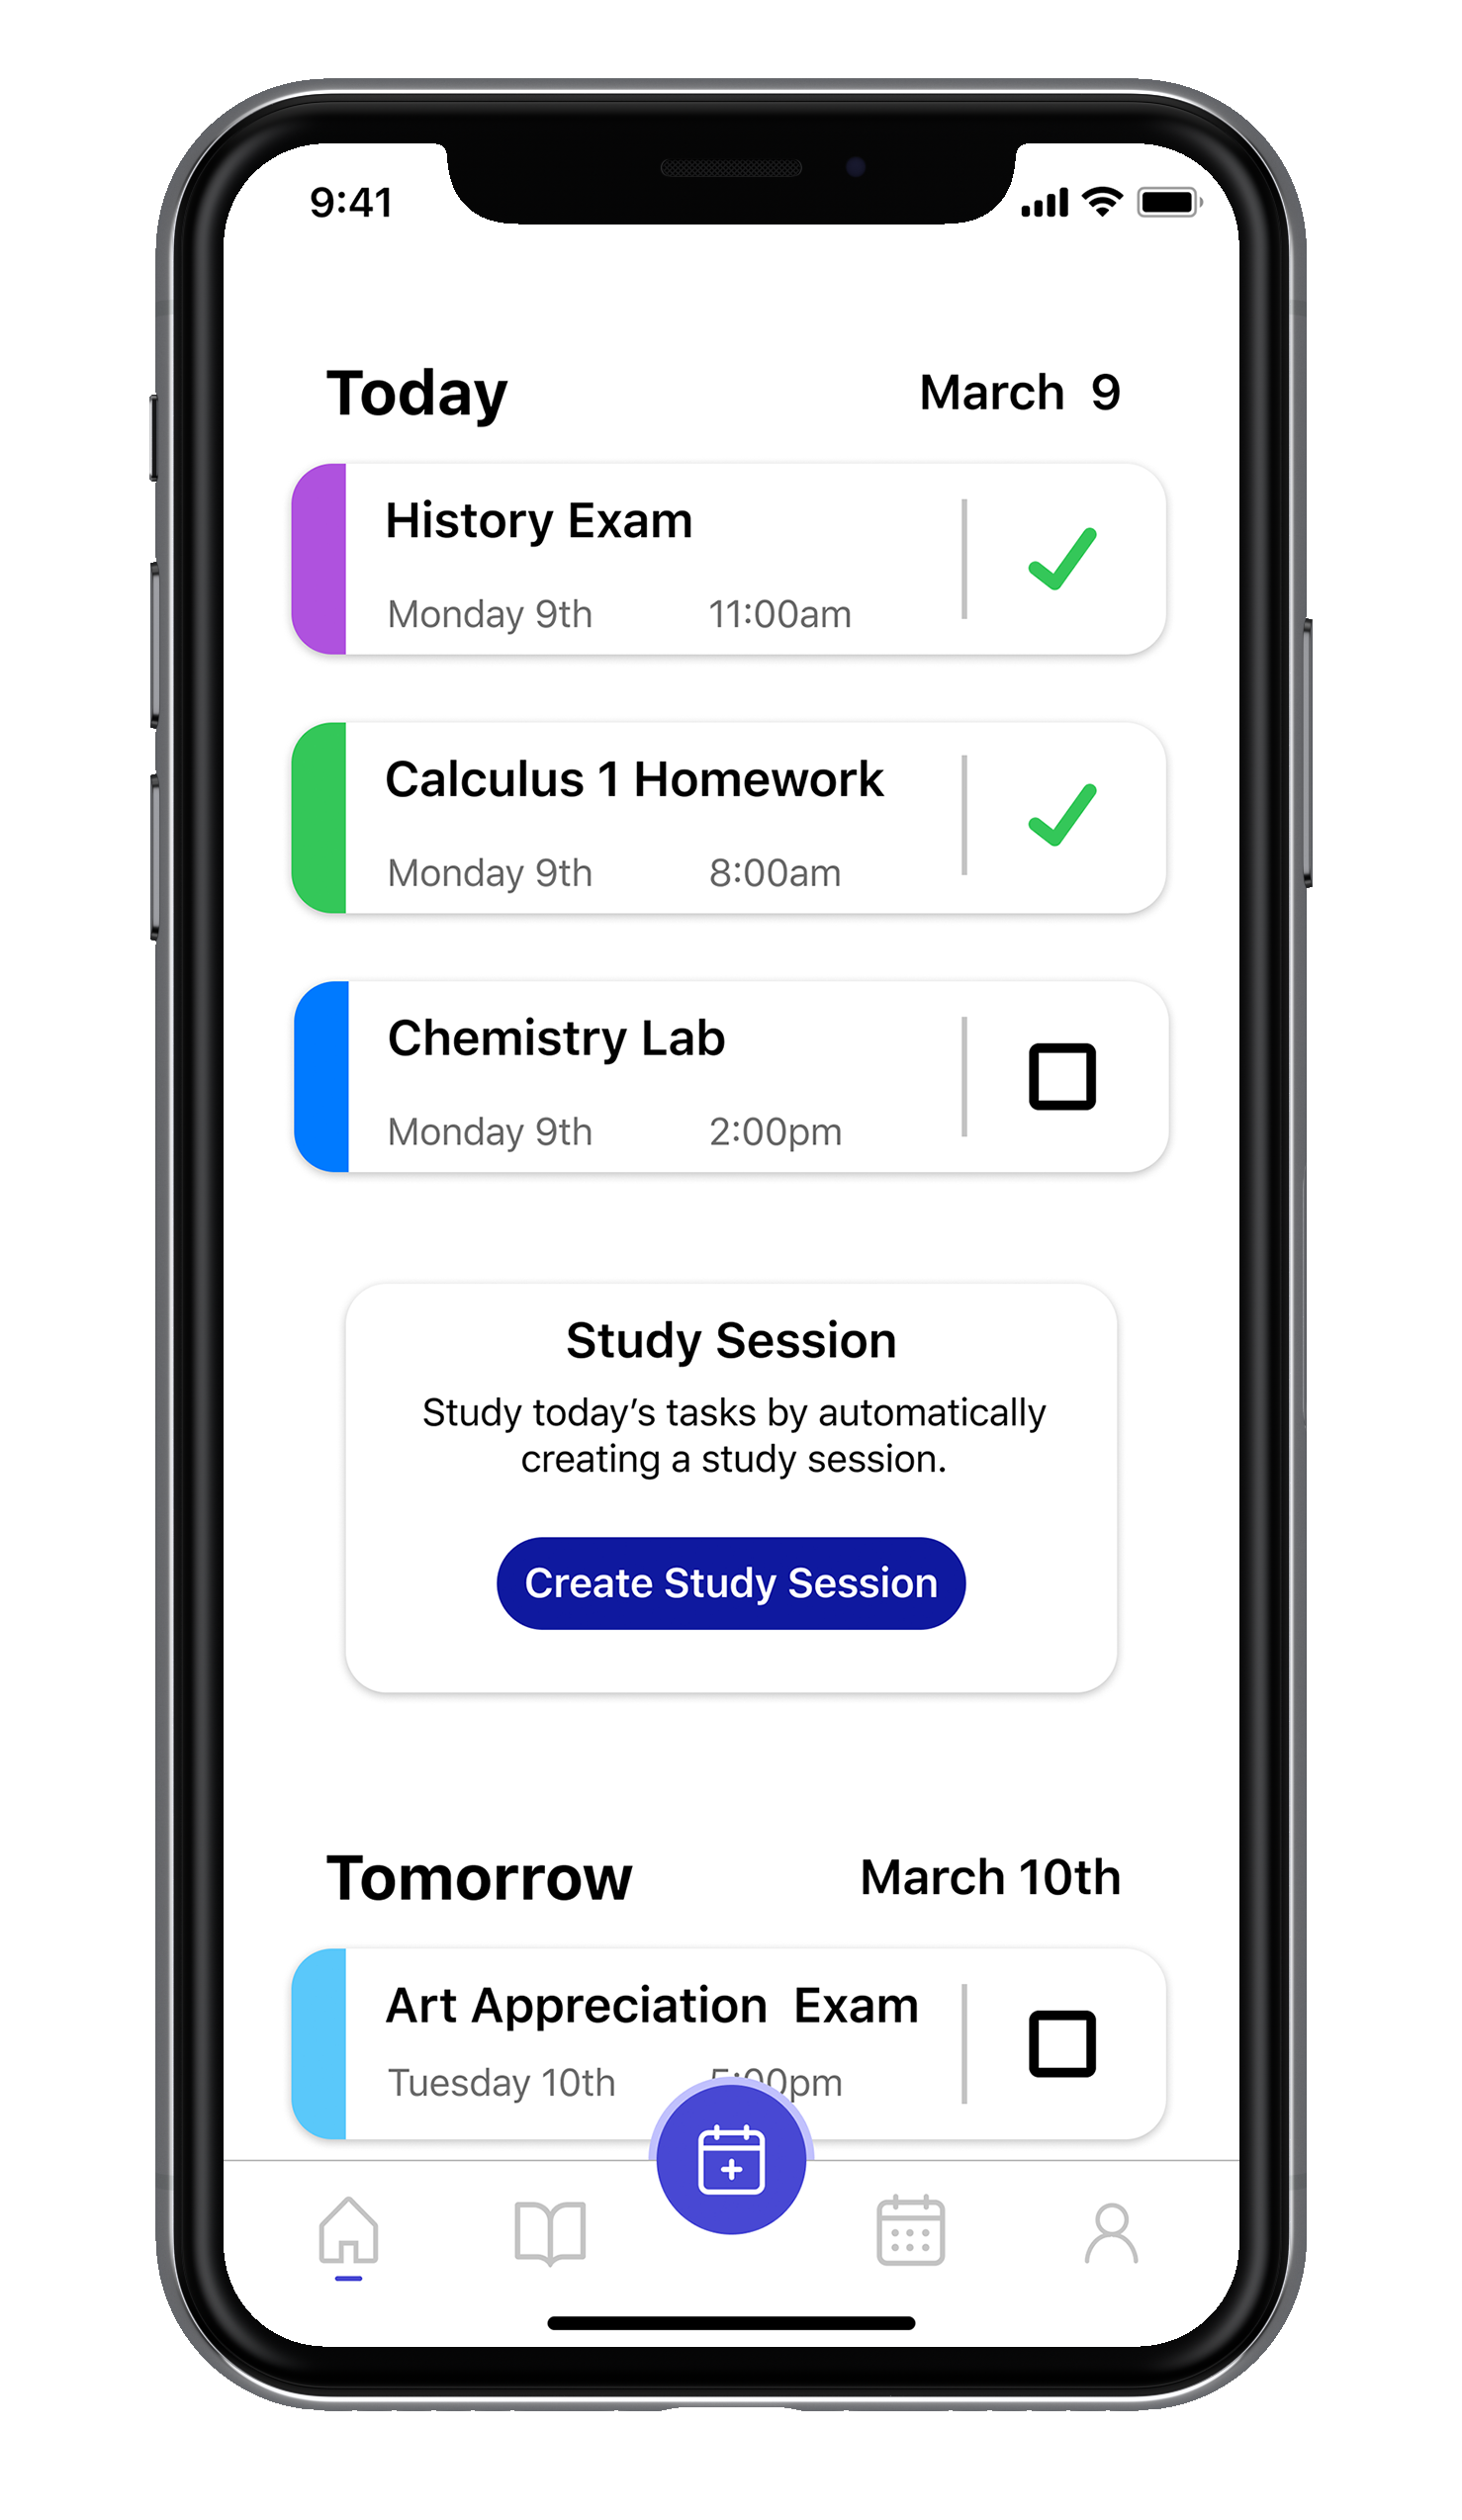 9:41
Today March 9
History Exam
Monday 9th 11:00am
Calculus 1 Homework
Monday 9th 8:00am
Chemistry Lab
Monday 9th 2:00pm
Study Session
Study today’s tasks by automatically
creating a study session.
Create Study Session
Tomorrow March 10th
Art Appreciation Exam
Tuesday 10th 5:00pm